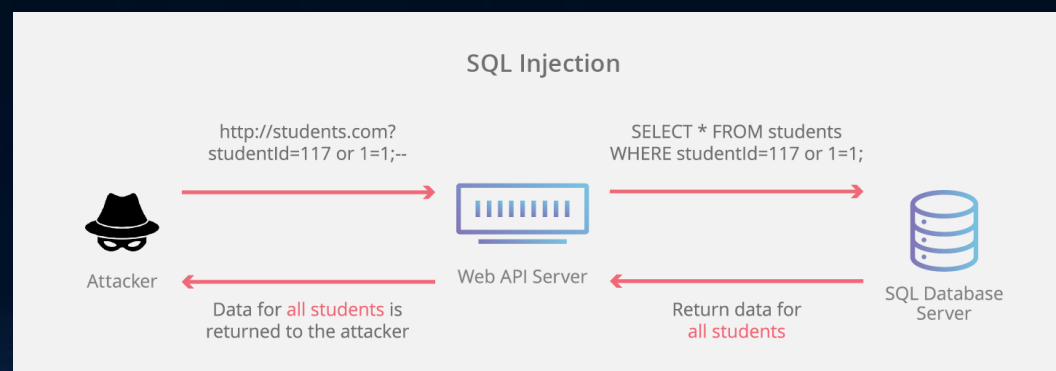 SQL Injection
http://students.com?
studentId=117 or 1=1;--
SELECT * FROM students
WHERE studentId=117 or 1=1;
Attacker
Web API Server
SQL Database
Server
Data for all students is
returned to the attacker
Return data for
all students